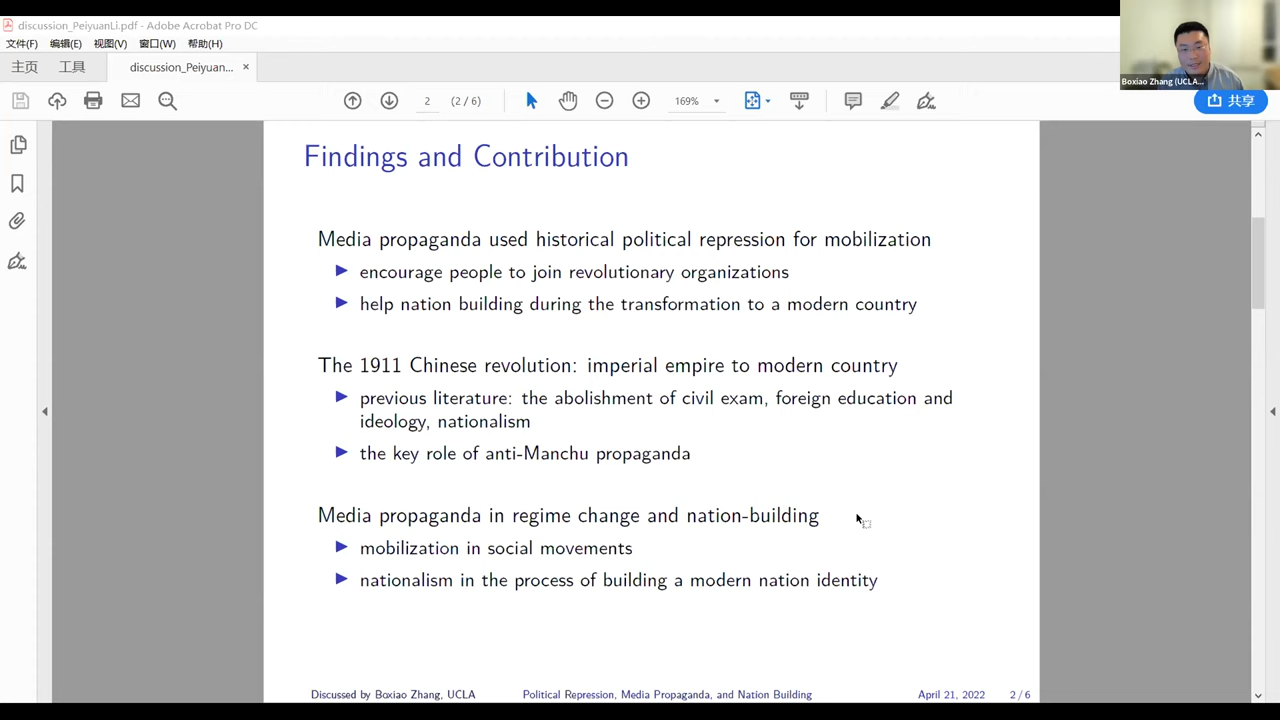 discussion_PeiyuanLi.pdf - Adobe Acrobat Pro DC
文件(F) 编辑(E) 视图(V) 窗口(W) 帮助(H)
主页 工具 discussion_Peiyuan... ×
2 (2 / 6) 169%
Boxiao Zhang (UCLA...
共享
Findings and Contribution
Media propaganda used historical political repression for mobilization
encourage people to join revolutionary organizations
help nation building during the transformation to a modern country
The 1911 Chinese revolution: imperial empire to modern country
previous literature: the abolishment of civil exam, foreign education and
ideology, nationalism
the key role of anti-Manchu propaganda
Media propaganda in regime change and nation-building
mobilization in social movements
nationalism in the process of building a modern nation identity
Discussed by Boxiao Zhang, UCLA Political Repression, Media Propaganda, and Nation Building April 21, 2022 2 / 6